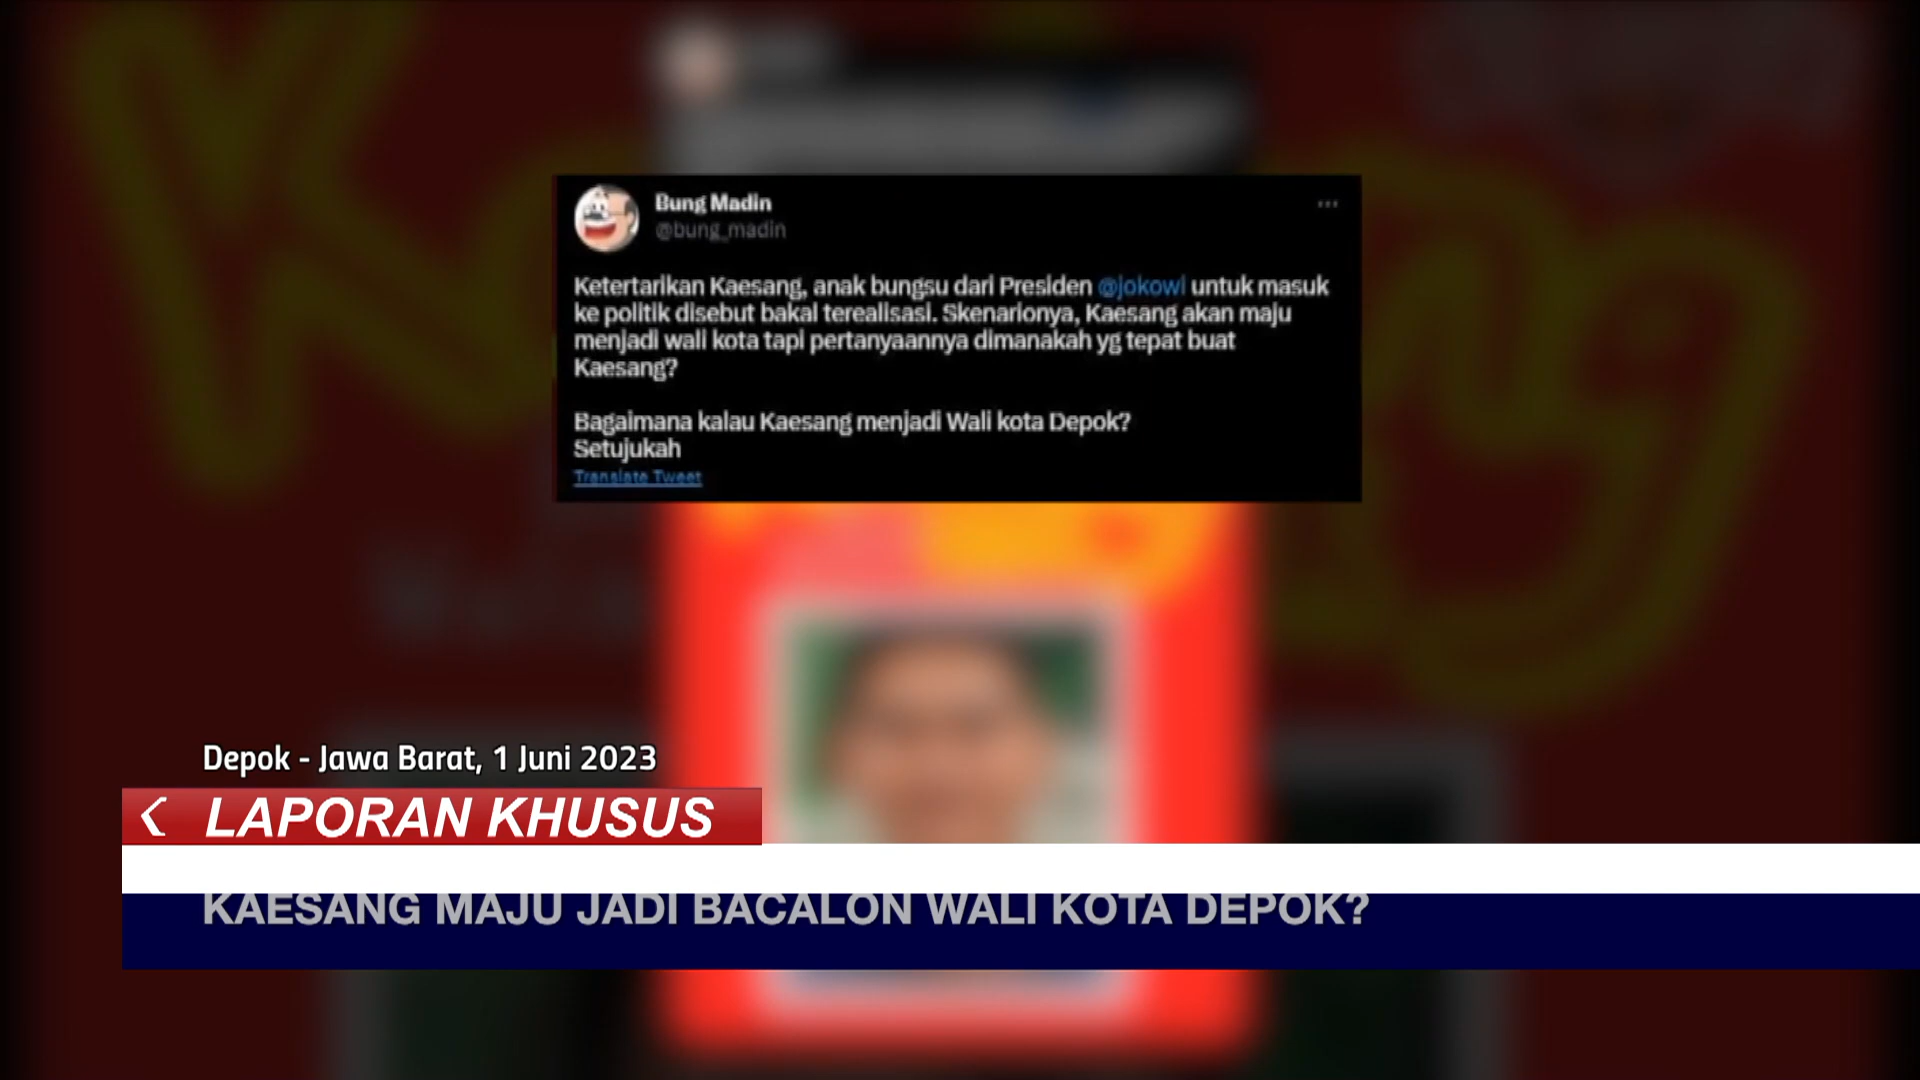 Bung Madin
@bung_madin
Ketertarikan Kaesang, anak bungsu dari Presiden @jokowi untuk masuk
ke politik disebut bakal terealisasi. Skenarionya, Kaesang akan maju
menjadi wali kota tapi pertanyaannya dimanakah yg tepat buat
Kaesang?
Bagaimana kalau Kaesang menjadi Wali kota Depok?
Setujukah
Translate Tweet
Depok - Jawa Barat, 1 Juni 2023
LAPORAN KHUSUS
KAESANG MAJU JADI BACALON WALI KOTA DEPOK?